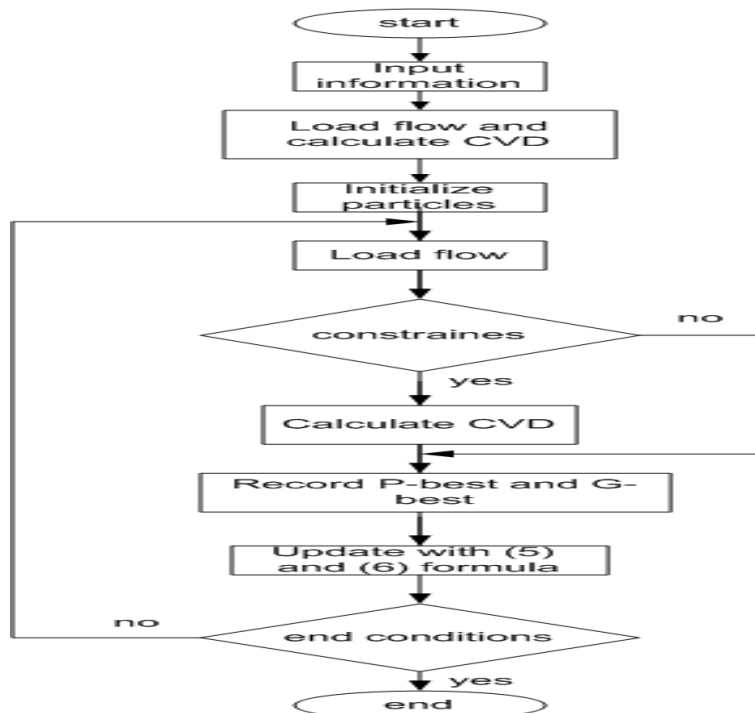 start
Input
information
Load flow and
calculate CVD
Initialize
particles
Load flow
constraines
no
yes
Calculate CVD
Record P-best and G-
best
Update with (5)
and (6) formula
no
end conditions
yes
end